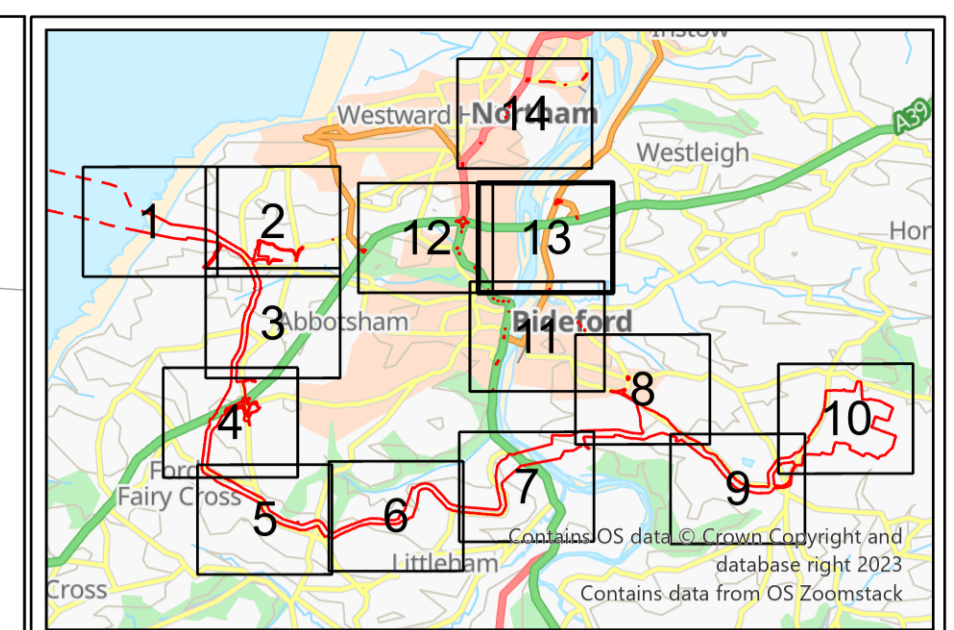 Instow
14
Westward H
Northam
A39
Westleigh
1
2
12
13
Hor
3
Abbotsham
Bideford
11
8
4
10
Ford
Fairy Cross
5
6
7
9
Littleham
Cross
Contains OS data © Crown Copyright and
database right 2023
Contains data from OS Zoomstack